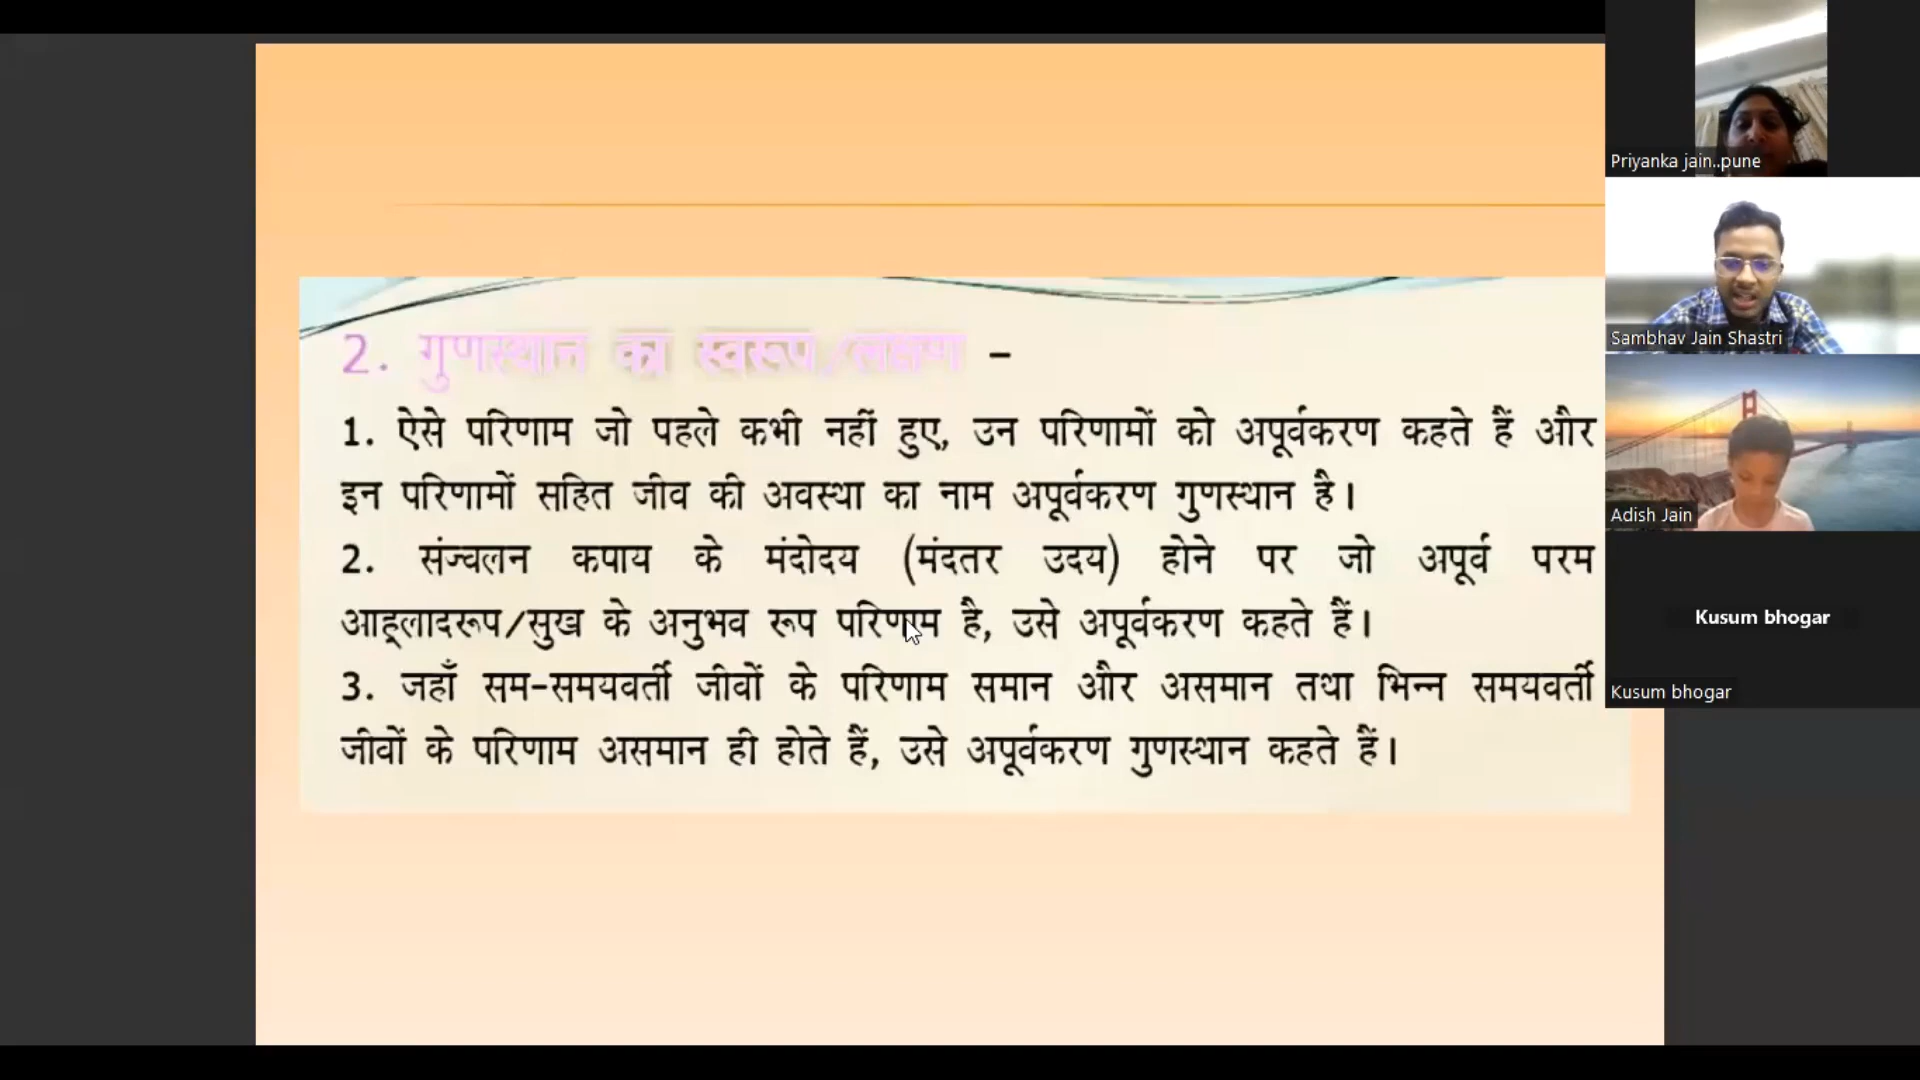 2. गुणस्थान का स्वरूप/लक्षण –
1. ऐसे परिणाम जो पहले कभी नहीं हुए, उन परिणामों को अपूर्वकरण कहते हैं और
इन परिणामों सहित जीव की अवस्था का नाम अपूर्वकरण गुणस्थान है।
2. संज्वलन कषाय के मंदोदय (मंदतर उदय) होने पर जो अपूर्व परम
आह्लादरूप/सुख के अनुभव रूप परिणाम है, उसे अपूर्वकरण कहते हैं।
3. जहाँ सम-समयवर्ती जीवों के परिणाम समान और असमान तथा भिन्न समयवर्ती
जीवों के परिणाम असमान ही होते हैं, उसे अपूर्वकरण गुणस्थान कहते हैं।
Priyanka jain..pune
Sambhav Jain Shastri
Adish Jain
Kusum bhogar
Kusum bhogar